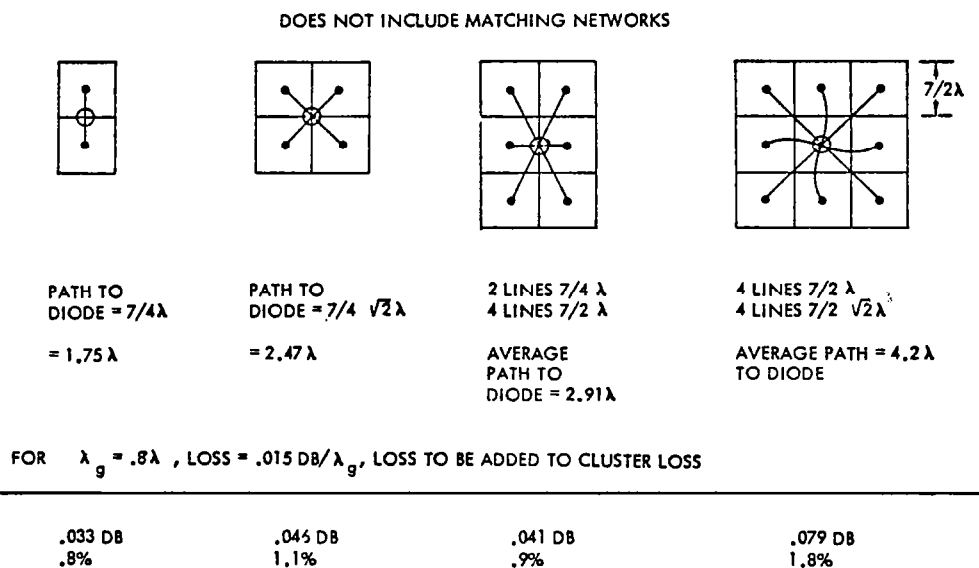 DOES NOT INCLUDE MATCHING NETWORKS
7/2λ
PATH TO
DIODE = 7/4λ
= 1.75 λ
PATH TO
DIODE = 7/4 √2 λ
= 2.47 λ
2 LINES 7/4 λ
4 LINES 7/2 λ
AVERAGE
PATH TO
DIODE = 2.91λ
4 LINES 7/2 λ
4 LINES 7/2 √2 λ
AVERAGE PATH = 4.2 λ
TO DIODE
FOR λg = .8λ , LOSS = .015 DB/λg, LOSS TO BE ADDED TO CLUSTER LOSS
.033 DB
.8%
.046 DB
1.1%
.041 DB
.9%
.079 DB
1.8%